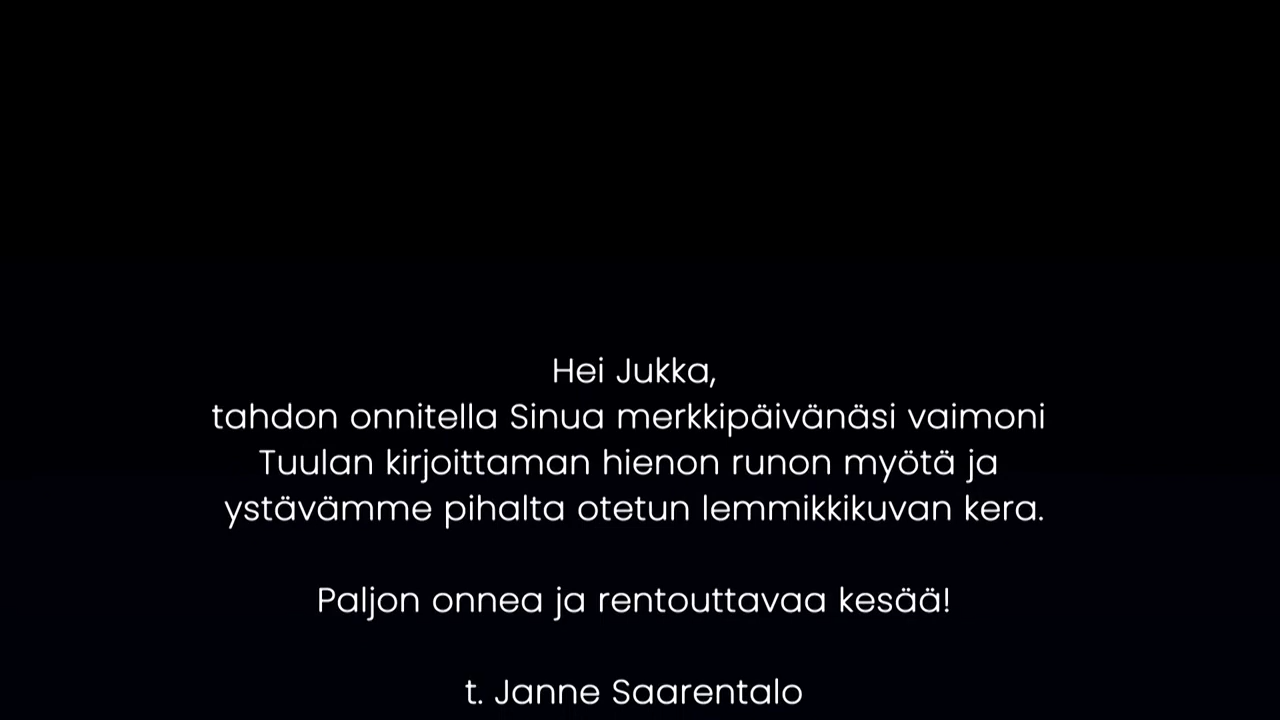 Hei Jukka,
tahdon onnitella Sinua merkkipäivänäsi vaimoni
Tuulan kirjoittaman hienon runon myötä ja
ystävämme pihalta otetun lemmikkikuvan kera.
Paljon onnea ja rentouttavaa kesää!
t. Janne Saarentalo